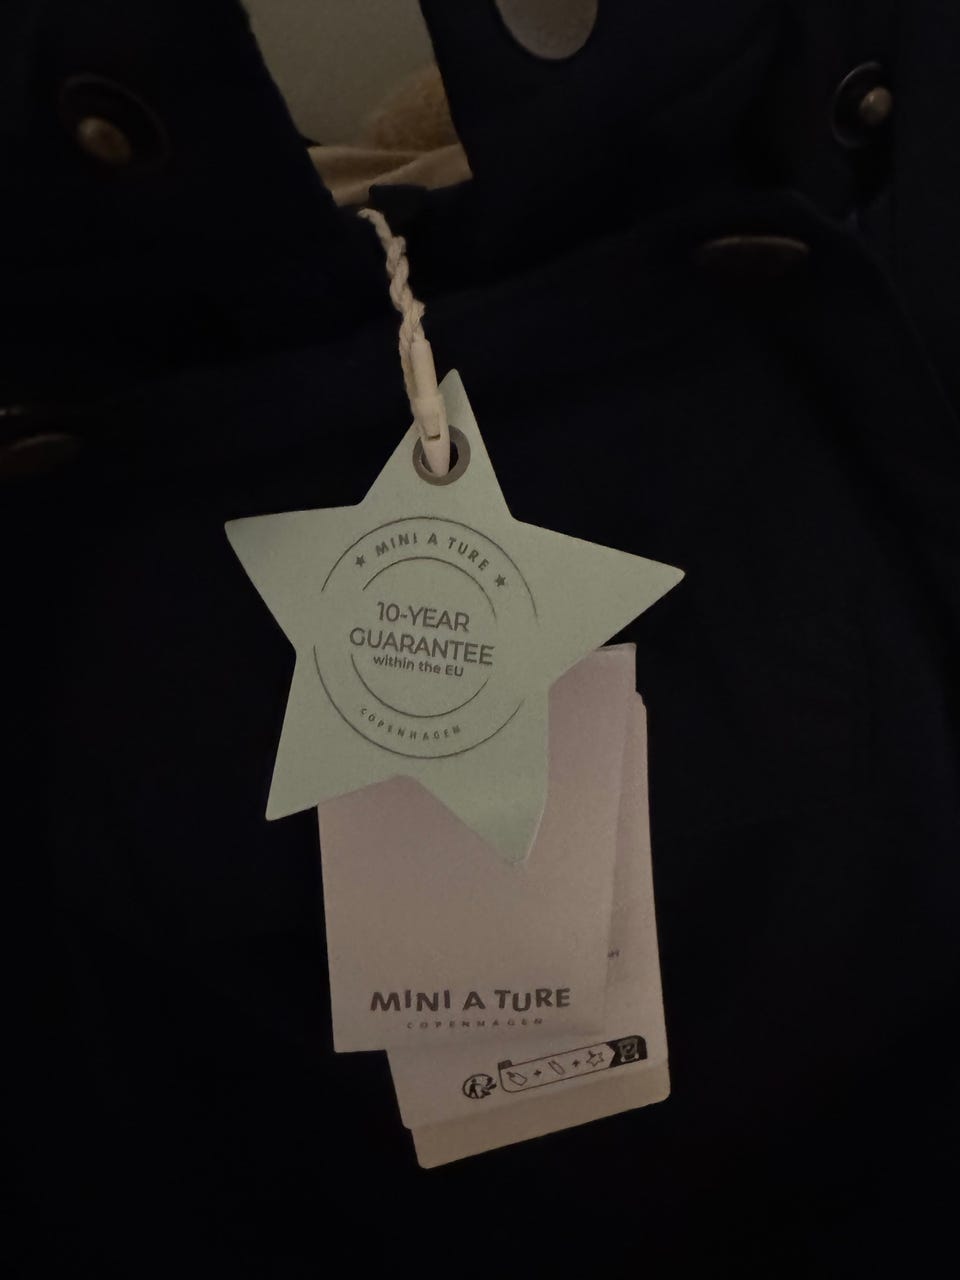 MINI A TURE
10-YEAR
GUARANTEE
within the EU
COPENHAGEN
MINI A TURE
COPENHAGEN